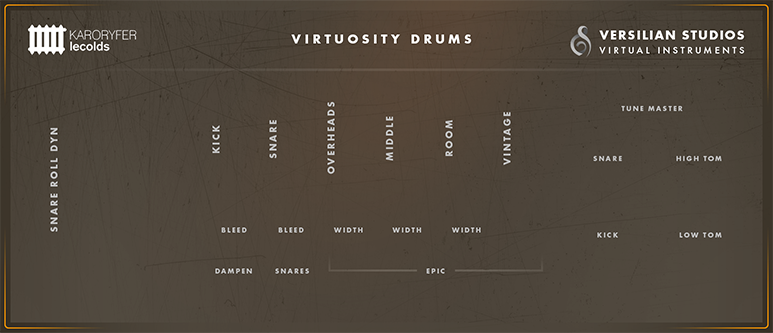 KARORYFER
lecolds
VIRTUOSITY DRUMS
VERSILIAN STUDIOS
VIRTUAL INSTRUMENTS
SNARE ROLL DYN
KICK
SNARE
OVERHEADS
MIDDLE
ROOM
VINTAGE
TUNE MASTER
SNARE
HIGH TOM
BLEED
BLEED
WIDTH
WIDTH
WIDTH
KICK
LOW TOM
DAMPEN
SNARES
EPIC